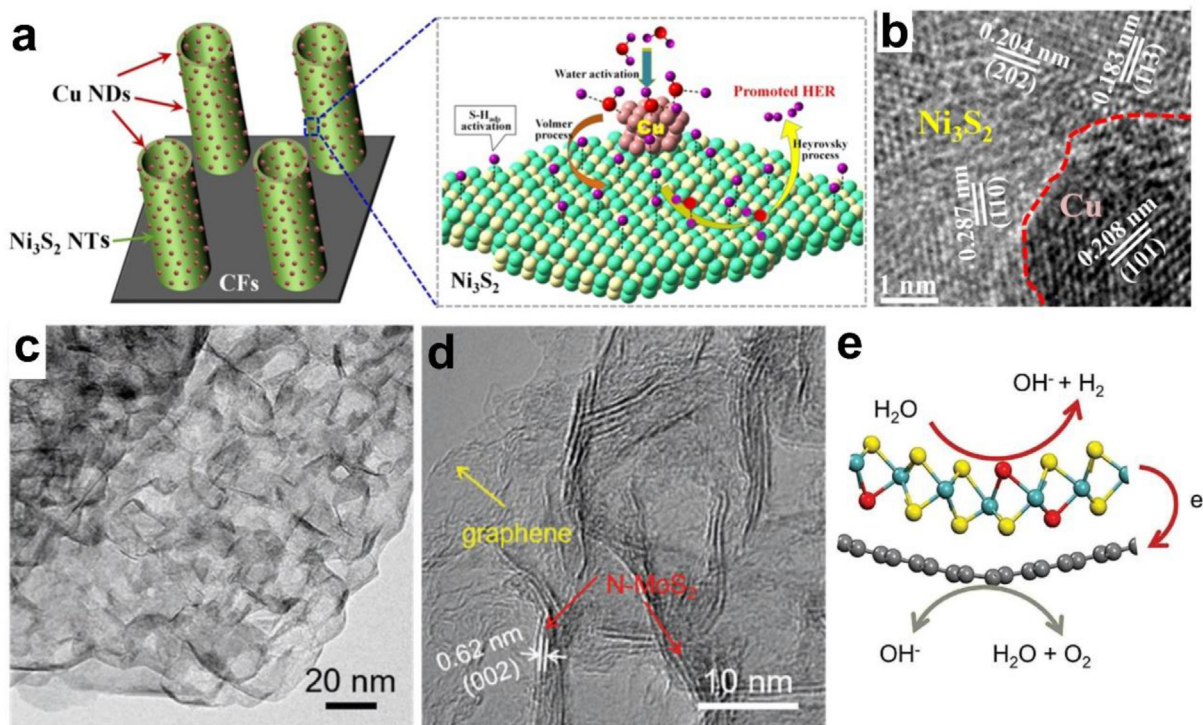 a
Cu NDs
Ni₃S₂ NTs
CFs
Water activation
Promoted HER
S-Hadp
activation
Volmer
process
Cu
Heyrovsky
process
Ni₃S₂
b
0.204 nm
(202)
0.183 nm
(113)
Ni₃S₂
0.287 nm
(110)
Cu
0.208 nm
(101)
1 nm
c
20 nm
d
graphene
N-MoS₂
0.62 nm
(002)
10 nm
e
OH⁻ + H₂
H₂O
e
OH⁻
H₂O + O₂